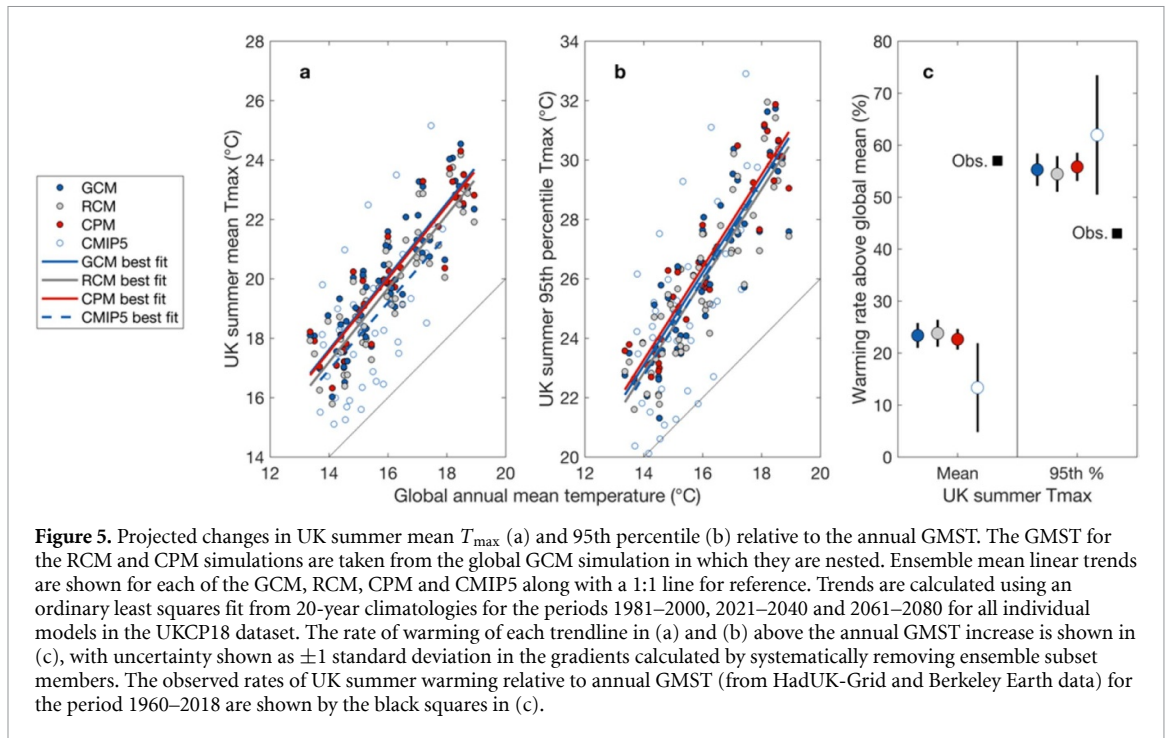 GCM
RCM
CPM
CMIP5
GCM best fit
RCM best fit
CPM best fit
CMIP5 best fit
a
UK summer mean Tmax (°C)
28
26
24
22
20
18
16
14
12 14 16 18 20
b
UK summer 95th percentile Tmax (°C)
34
32
30
28
26
24
22
20
12 14 16 18 20
Global annual mean temperature (°C)
c
Warming rate above global mean (%)
80
70
60
50
40
30
20
10
0
Obs.
Obs.
Mean 95th %
UK summer Tmax
Figure 5. Projected changes in UK summer mean Tmax (a) and 95th percentile (b) relative to the annual GMST. The GMST for
the RCM and CPM simulations are taken from the global GCM simulation in which they are nested. Ensemble mean linear trends
are shown for each of the GCM, RCM, CPM and CMIP5 along with a 1:1 line for reference. Trends are calculated using an
ordinary least squares fit from 20-year climatologies for the periods 1981–2000, 2021–2040 and 2061–2080 for all individual
models in the UKCP18 dataset. The rate of warming of each trendline in (a) and (b) above the annual GMST increase is shown in
(c), with uncertainty shown as ±1 standard deviation in the gradients calculated by systematically removing ensemble subset
members. The observed rates of UK summer warming relative to annual GMST (from HadUK-Grid and Berkeley Earth data) for
the period 1960–2018 are shown by the black squares in (c).